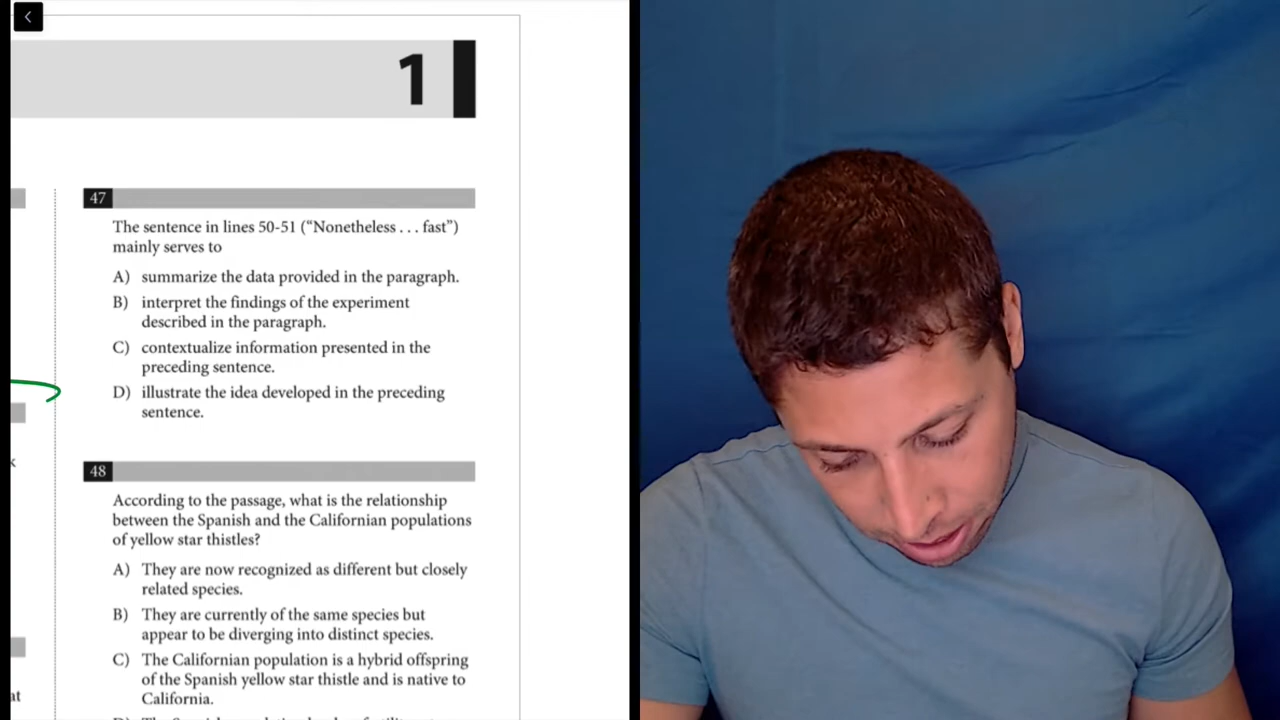 1
47
The sentence in lines 50-51 (“Nonetheless . . . fast”)
mainly serves to
A) summarize the data provided in the paragraph.
B) interpret the findings of the experiment
described in the paragraph.
C) contextualize information presented in the
preceding sentence.
D) illustrate the idea developed in the preceding
sentence.
48
According to the passage, what is the relationship
between the Spanish and the Californian populations
of yellow star thistles?
A) They are now recognized as different but closely
related species.
B) They are currently of the same species but
appear to be diverging into distinct species.
C) The Californian population is a hybrid offspring
of the Spanish yellow star thistle and is native to
California.